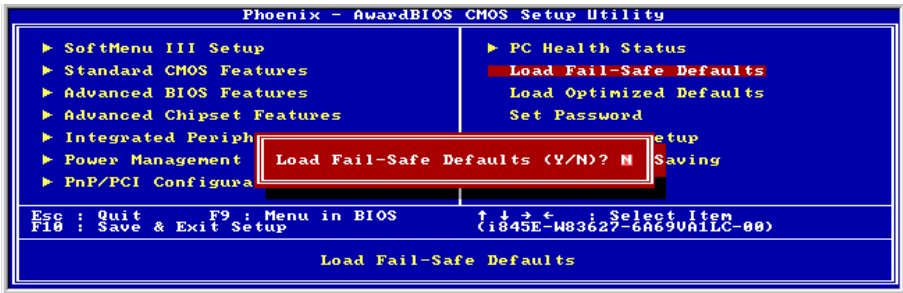 Phoenix - AwardBIOS CMOS Setup Utility
▶ SoftMenu III Setup
▶ Standard CMOS Features
▶ Advanced BIOS Features
▶ Advanced Chipset Features
▶ Integrated Periph
▶ Power Management
▶ PnP/PCI Configura
▶ PC Health Status
Load Fail-Safe Defaults
Load Optimized Defaults
Set Password
etup
Saving
Load Fail-Safe Defaults (Y/N)? N
Esc : Quit F9 : Menu in BIOS ↑ ↓ → ← : Select Item
F10 : Save & Exit Setup (i845E-W83627-6A69VA1LC-00)
Load Fail-Safe Defaults